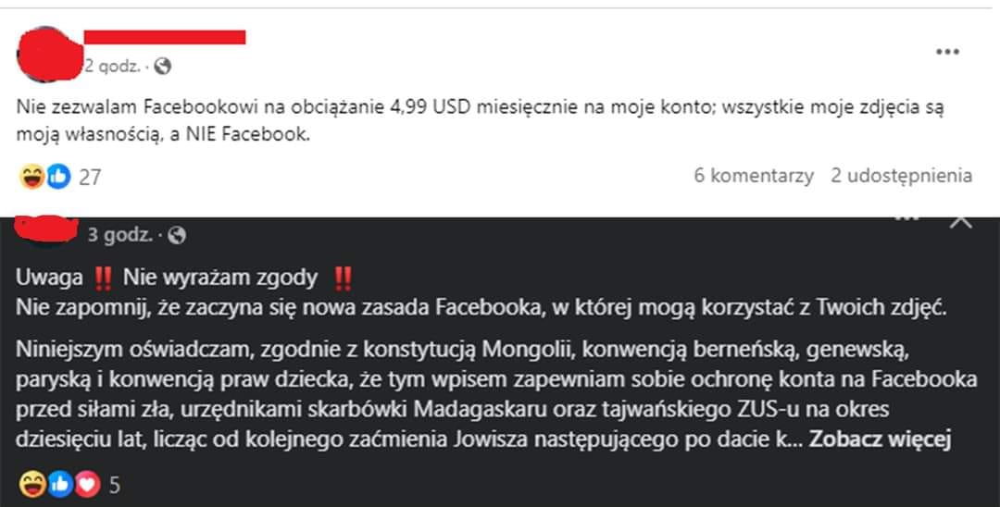 2 godz. ·
Nie zezwalam Facebookowi na obciążanie 4,99 USD miesięcznie na moje konto; wszystkie moje zdjęcia są
moją własnością, a NIE Facebook.
27
6 komentarzy 2 udostępnienia
3 godz. ·
Uwaga ‼️ Nie wyrażam zgody ‼️
Nie zapomnij, że zaczyna się nowa zasada Facebooka, w której mogą korzystać z Twoich zdjęć.
Niniejszym oświadczam, zgodnie z konstytucją Mongolii, konwencją berneńską, genewską,
paryską i konwencją praw dziecka, że tym wpisem zapewniam sobie ochronę konta na Facebooka
przed siłami zła, urzędnikami skarbówki Madagaskaru oraz tajwańskiego ZUS-u na okres
dziesięciu lat, licząc od kolejnego zaćmienia Jowisza następującego po dacie k... Zobacz więcej
5